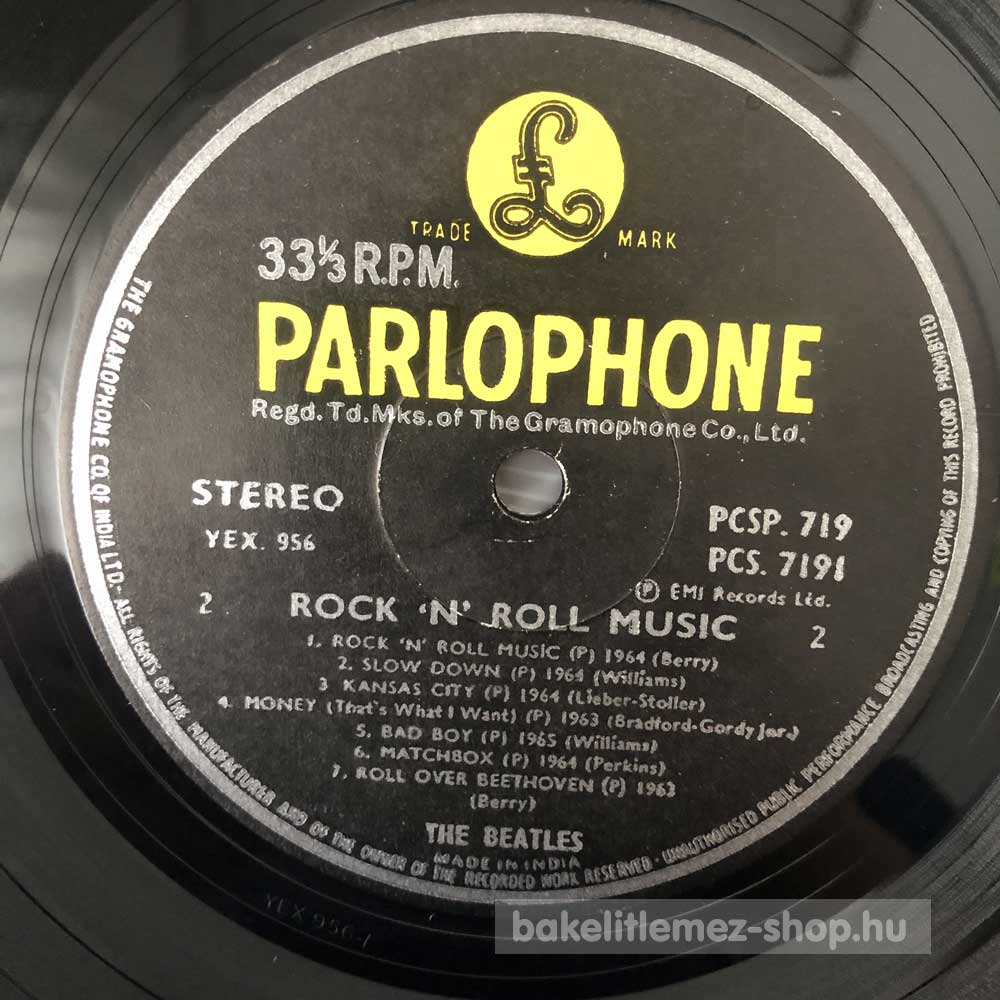 TRADE MARK
33⅓ R.P.M.
PARLOPHONE
Regd. Td. Mks. of The Gramophone Co., Ltd.
STEREO
PCSP. 719
YEX. 956
PCS. 7191
Ⓟ EMI Records Ltd.
2
ROCK 'N' ROLL MUSIC
2
1. ROCK 'N' ROLL MUSIC (P) 1964 (Berry)
2. SLOW DOWN (P) 1964 (Williams)
3 KANSAS CITY (P) 1964 (Lieber-Stoller)
4. MONEY (That's What I Want) (P) 1963 (Bradford-Gordy Jnr.)
5. BAD BOY (P) 1965 (Williams)
6. MATCHBOX (P) 1964 (Perkins)
7. ROLL OVER BEETHOVEN (P) 1963
(Berry)
THE BEATLES
MADE IN INDIA
THE GRAMOPHONE CO. OF INDIA LTD.- ALL RIGHTS OF THE MANUFACTURER AND OF THE OWNER OF THE RECORDED WORK RESERVED - UNAUTHORISED PUBLIC PERFORMANCE BROADCASTING AND COPYING OF THIS RECORD PROHIBITED
bakelitlemez-shop.hu